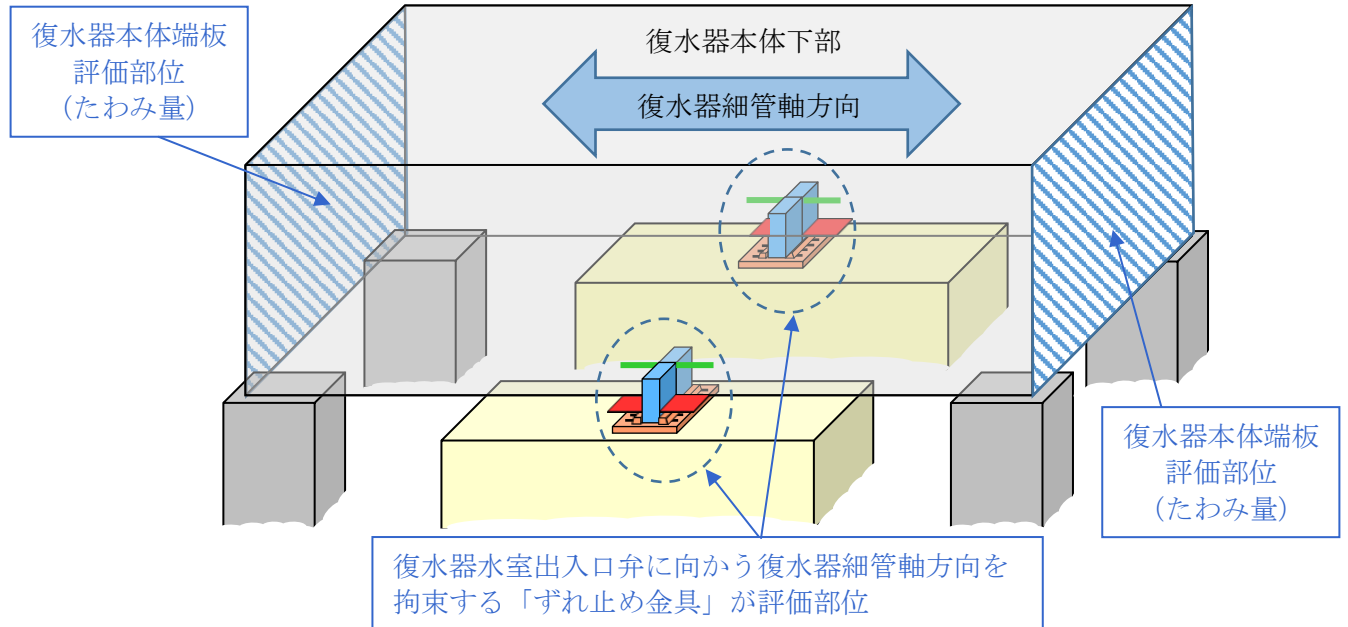 復水器本体端板
評価部位
(たわみ量)
復水器本体下部
復水器細管軸方向
復水器本体端板
評価部位
(たわみ量)
復水器水室出入口弁に向かう復水器細管軸方向を
拘束する「ずれ止め金具」が評価部位